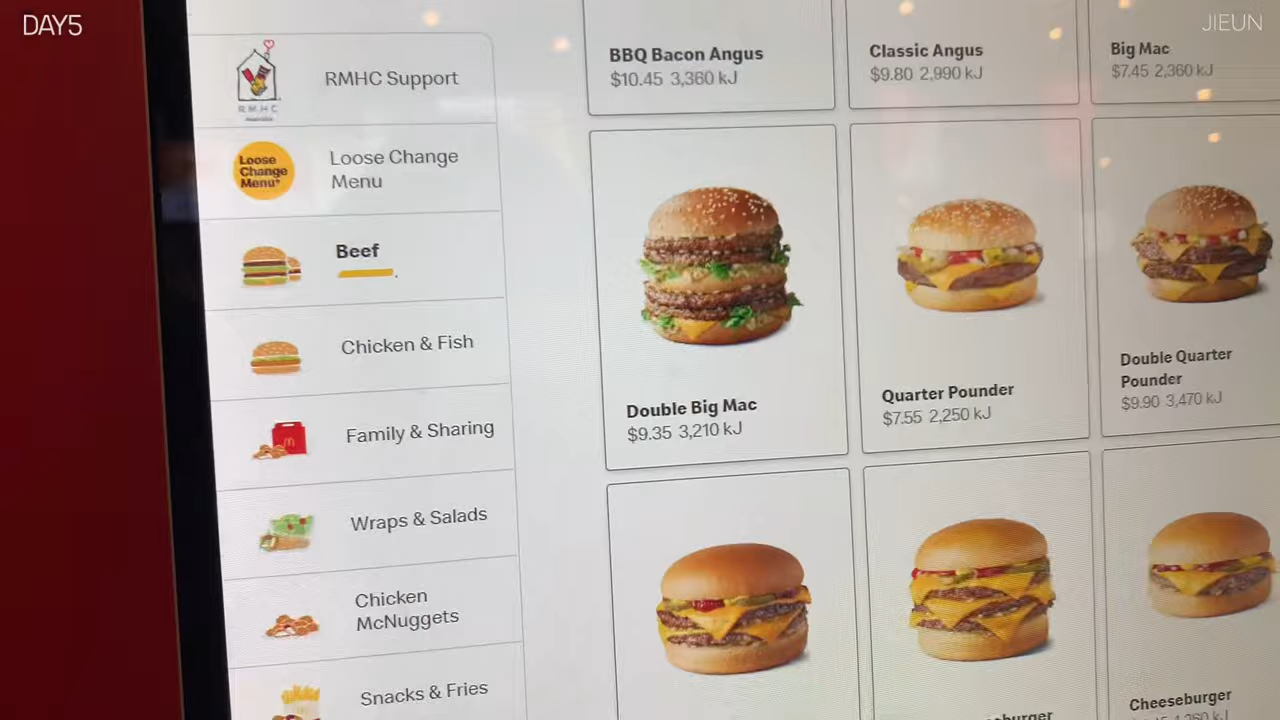 DAY5
JIEUN
RMHC
RMHC Support
Loose
Change
Menu+
Loose Change
Menu
Beef
Chicken & Fish
Family & Sharing
Wraps & Salads
Chicken
McNuggets
Snacks & Fries
BBQ Bacon Angus
$10.45 3,360 kJ
Classic Angus
$9.80 2,990 kJ
Big Mac
$7.45 2,360 kJ
Double Big Mac
$9.35 3,210 kJ
Quarter Pounder
$7.55 2,250 kJ
Double Quarter
Pounder
$9.90 3,470 kJ
Cheeseburger